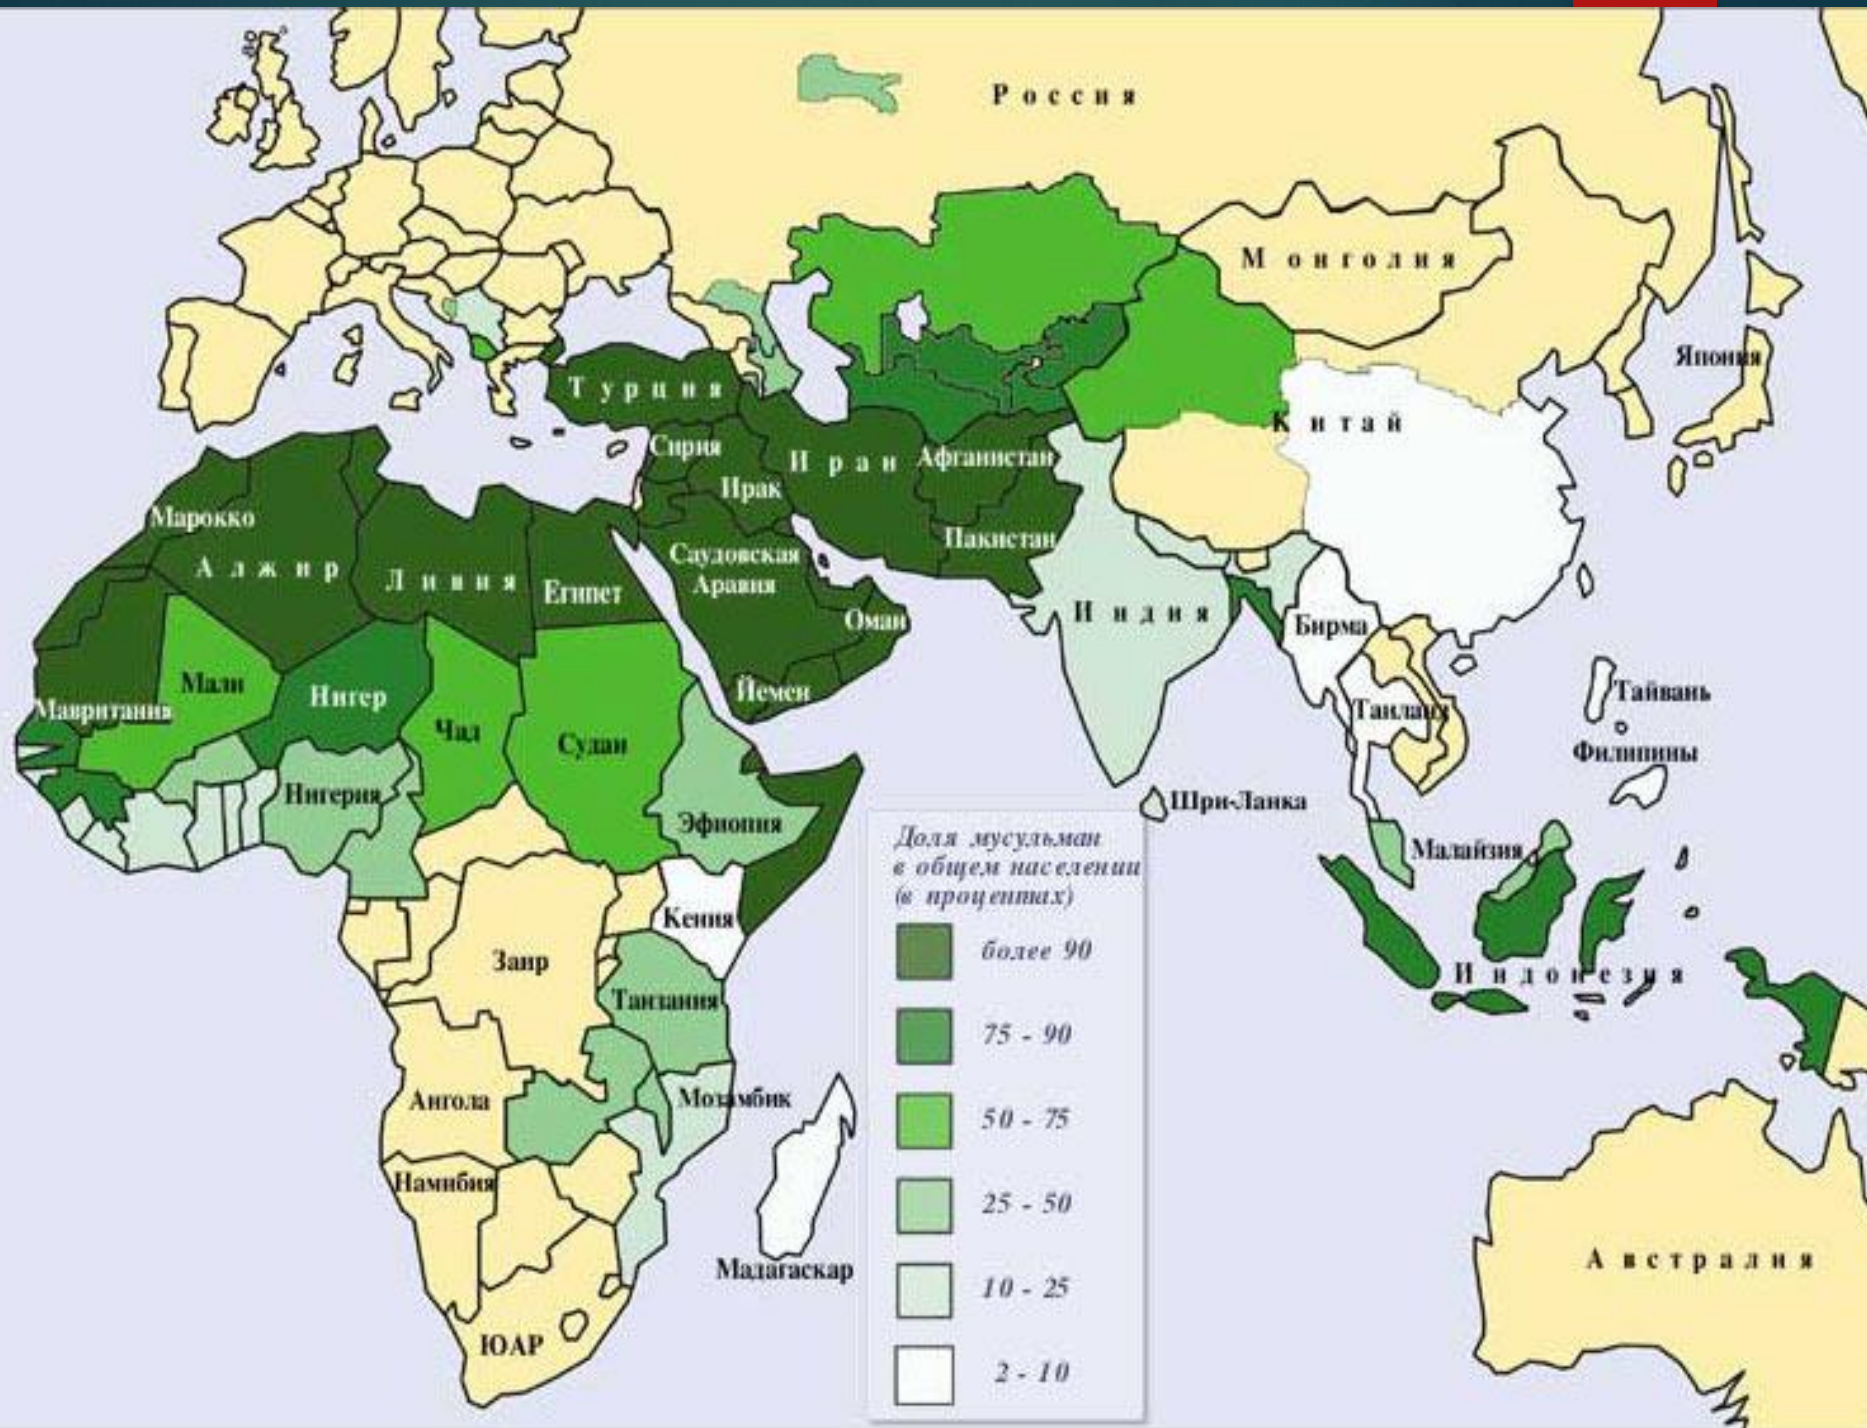 Россия
Монголия
Япония
Турция
Китай
Сирия
Иран
Афганистан
Ирак
Марокко
Пакистан
Саудовская
Аравия
Алжир
Ливия
Египет
Оман
Индия
Бирма
Мали
Нигер
Йемен
Тайвань
Мавритания
Таиланд
Чад
Судан
Филипины
Нигерия
Шри-Ланка
Эфиопия
Доля мусульман
в общем населении
(в процентах)
Малайзия
Кения
более 90
Заир
Индонезия
Танзания
75 - 90
Ангола
Мозамбик
50 - 75
Намибия
25 - 50
Мадагаскар
Австралия
10 - 25
ЮАР
2 - 10